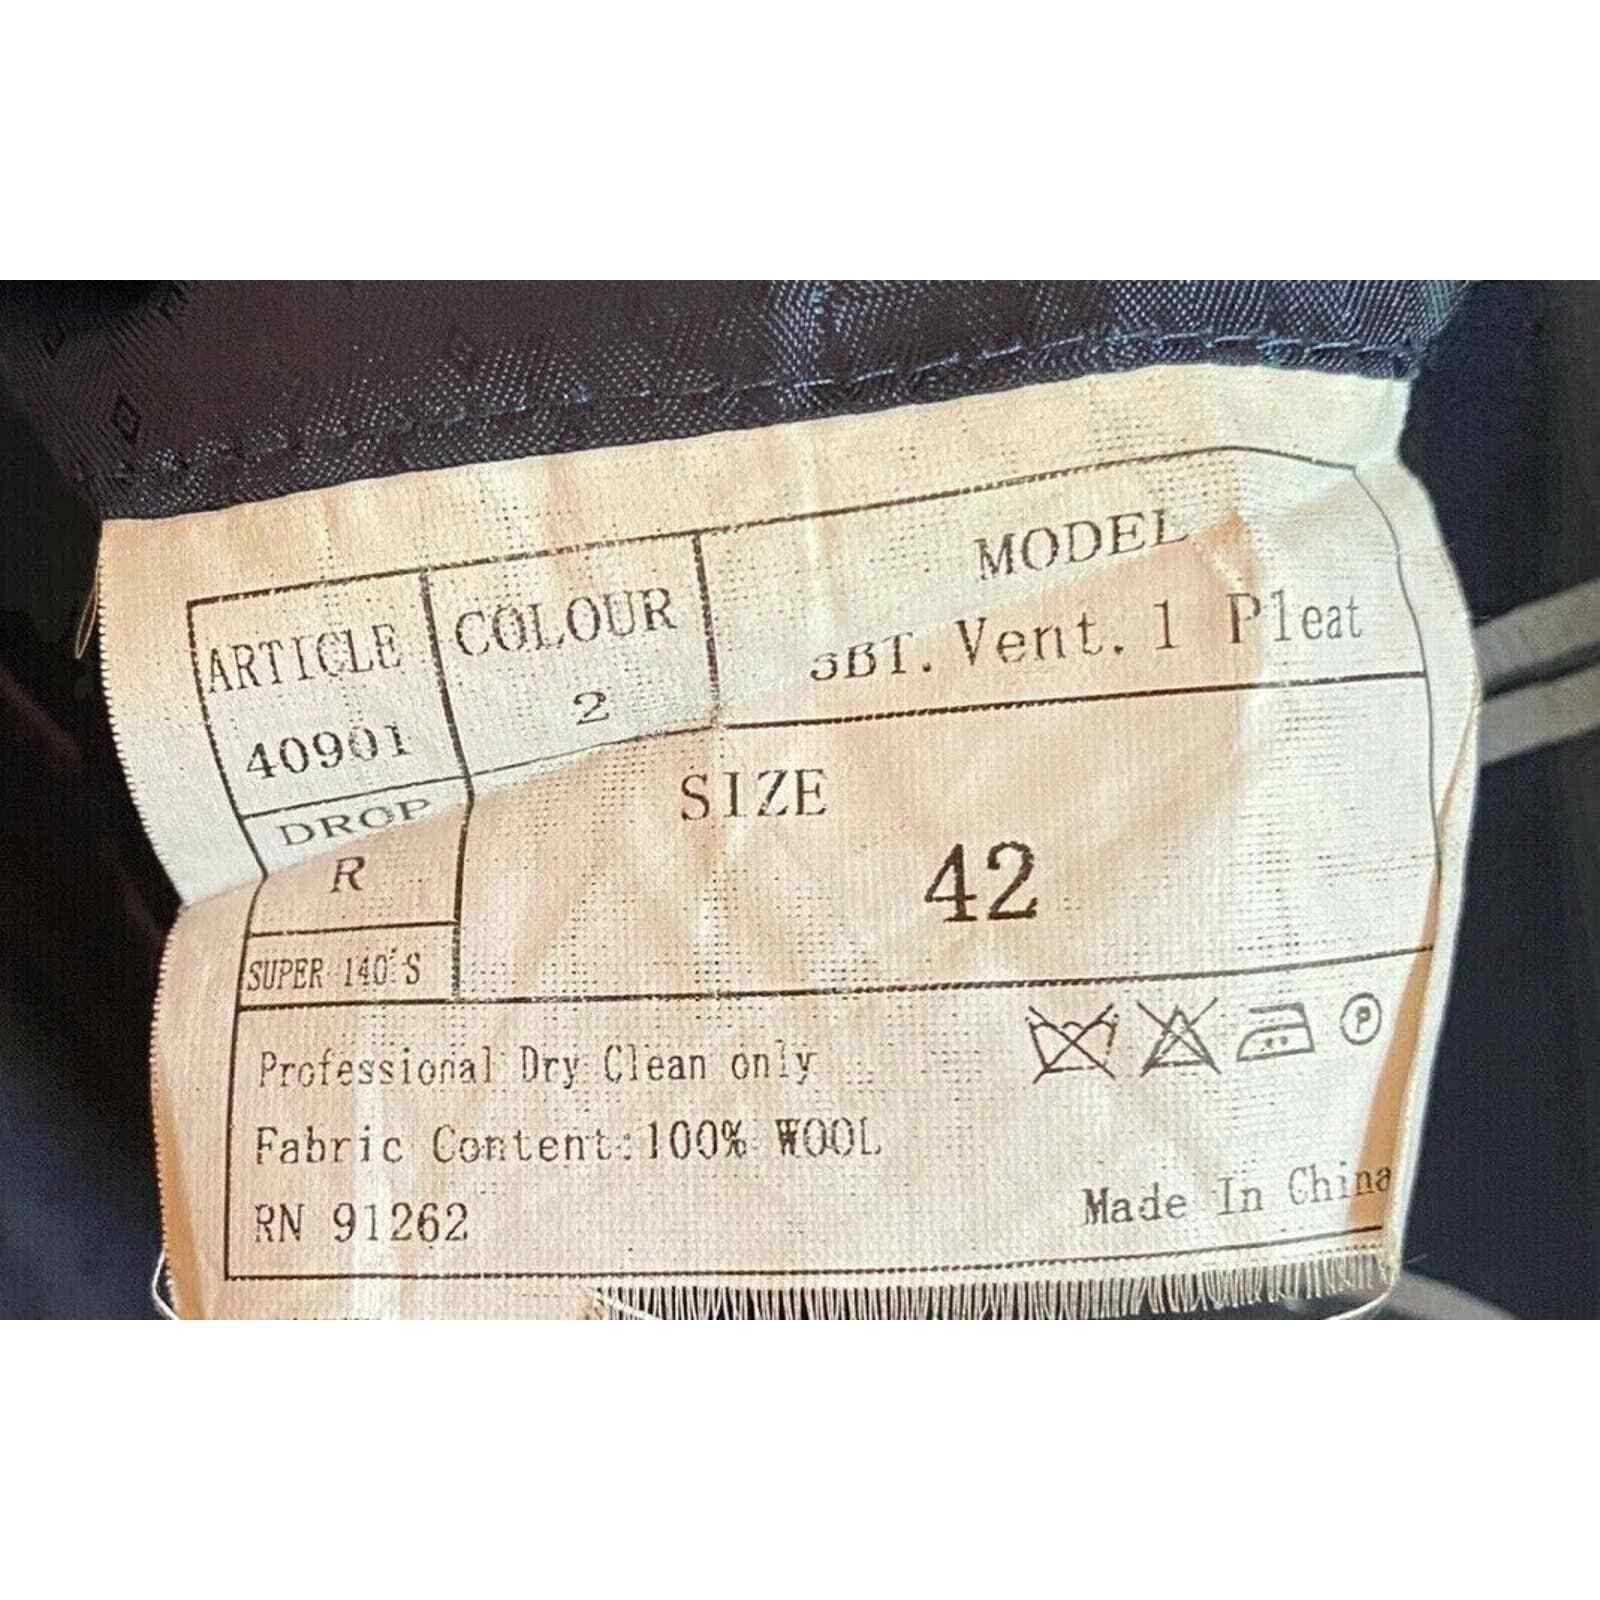 ARTICLE COLOUR MODEL
40901 2 3BT. Vent. 1 Pleat
DROP SIZE
R 42
SUPER 140'S
Professional Dry Clean only P
Fabric Content:100% WOOL
RN 91262 Made In China